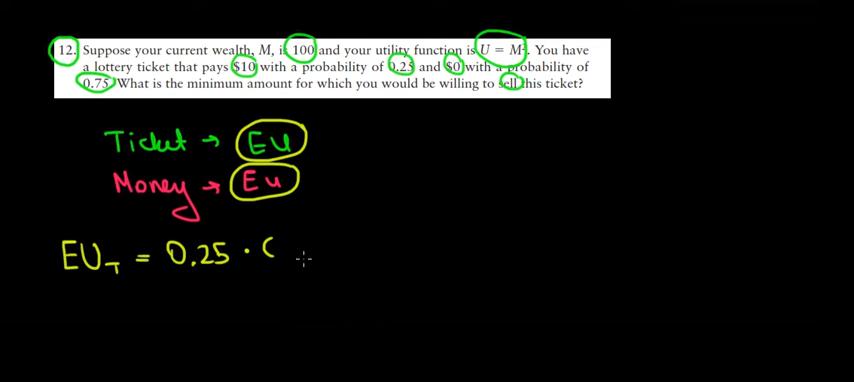 12. Suppose your current wealth, M, is 100 and your utility function is U = M². You have
a lottery ticket that pays $10 with a probability of 0.25 and $0 with a probability of
0.75. What is the minimum amount for which you would be willing to sell this ticket?
Ticket → EU
Money → Eu
EU_T = 0.25 · (